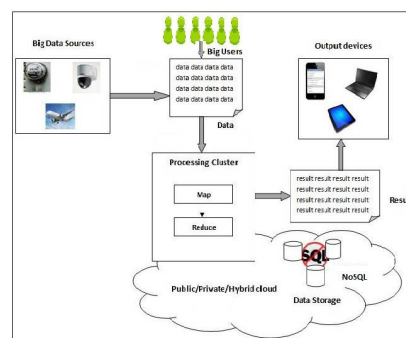 Big Users
Big Data Sources
Output devices
data data data data
data data data data
data data data data
data data data data
Data
Processing Cluster
Map
Reduce
result result result result
result result result result
result result result result
result result result result
Resu
SQL
NoSQL
Public/Private/Hybrid cloud
Data Storage